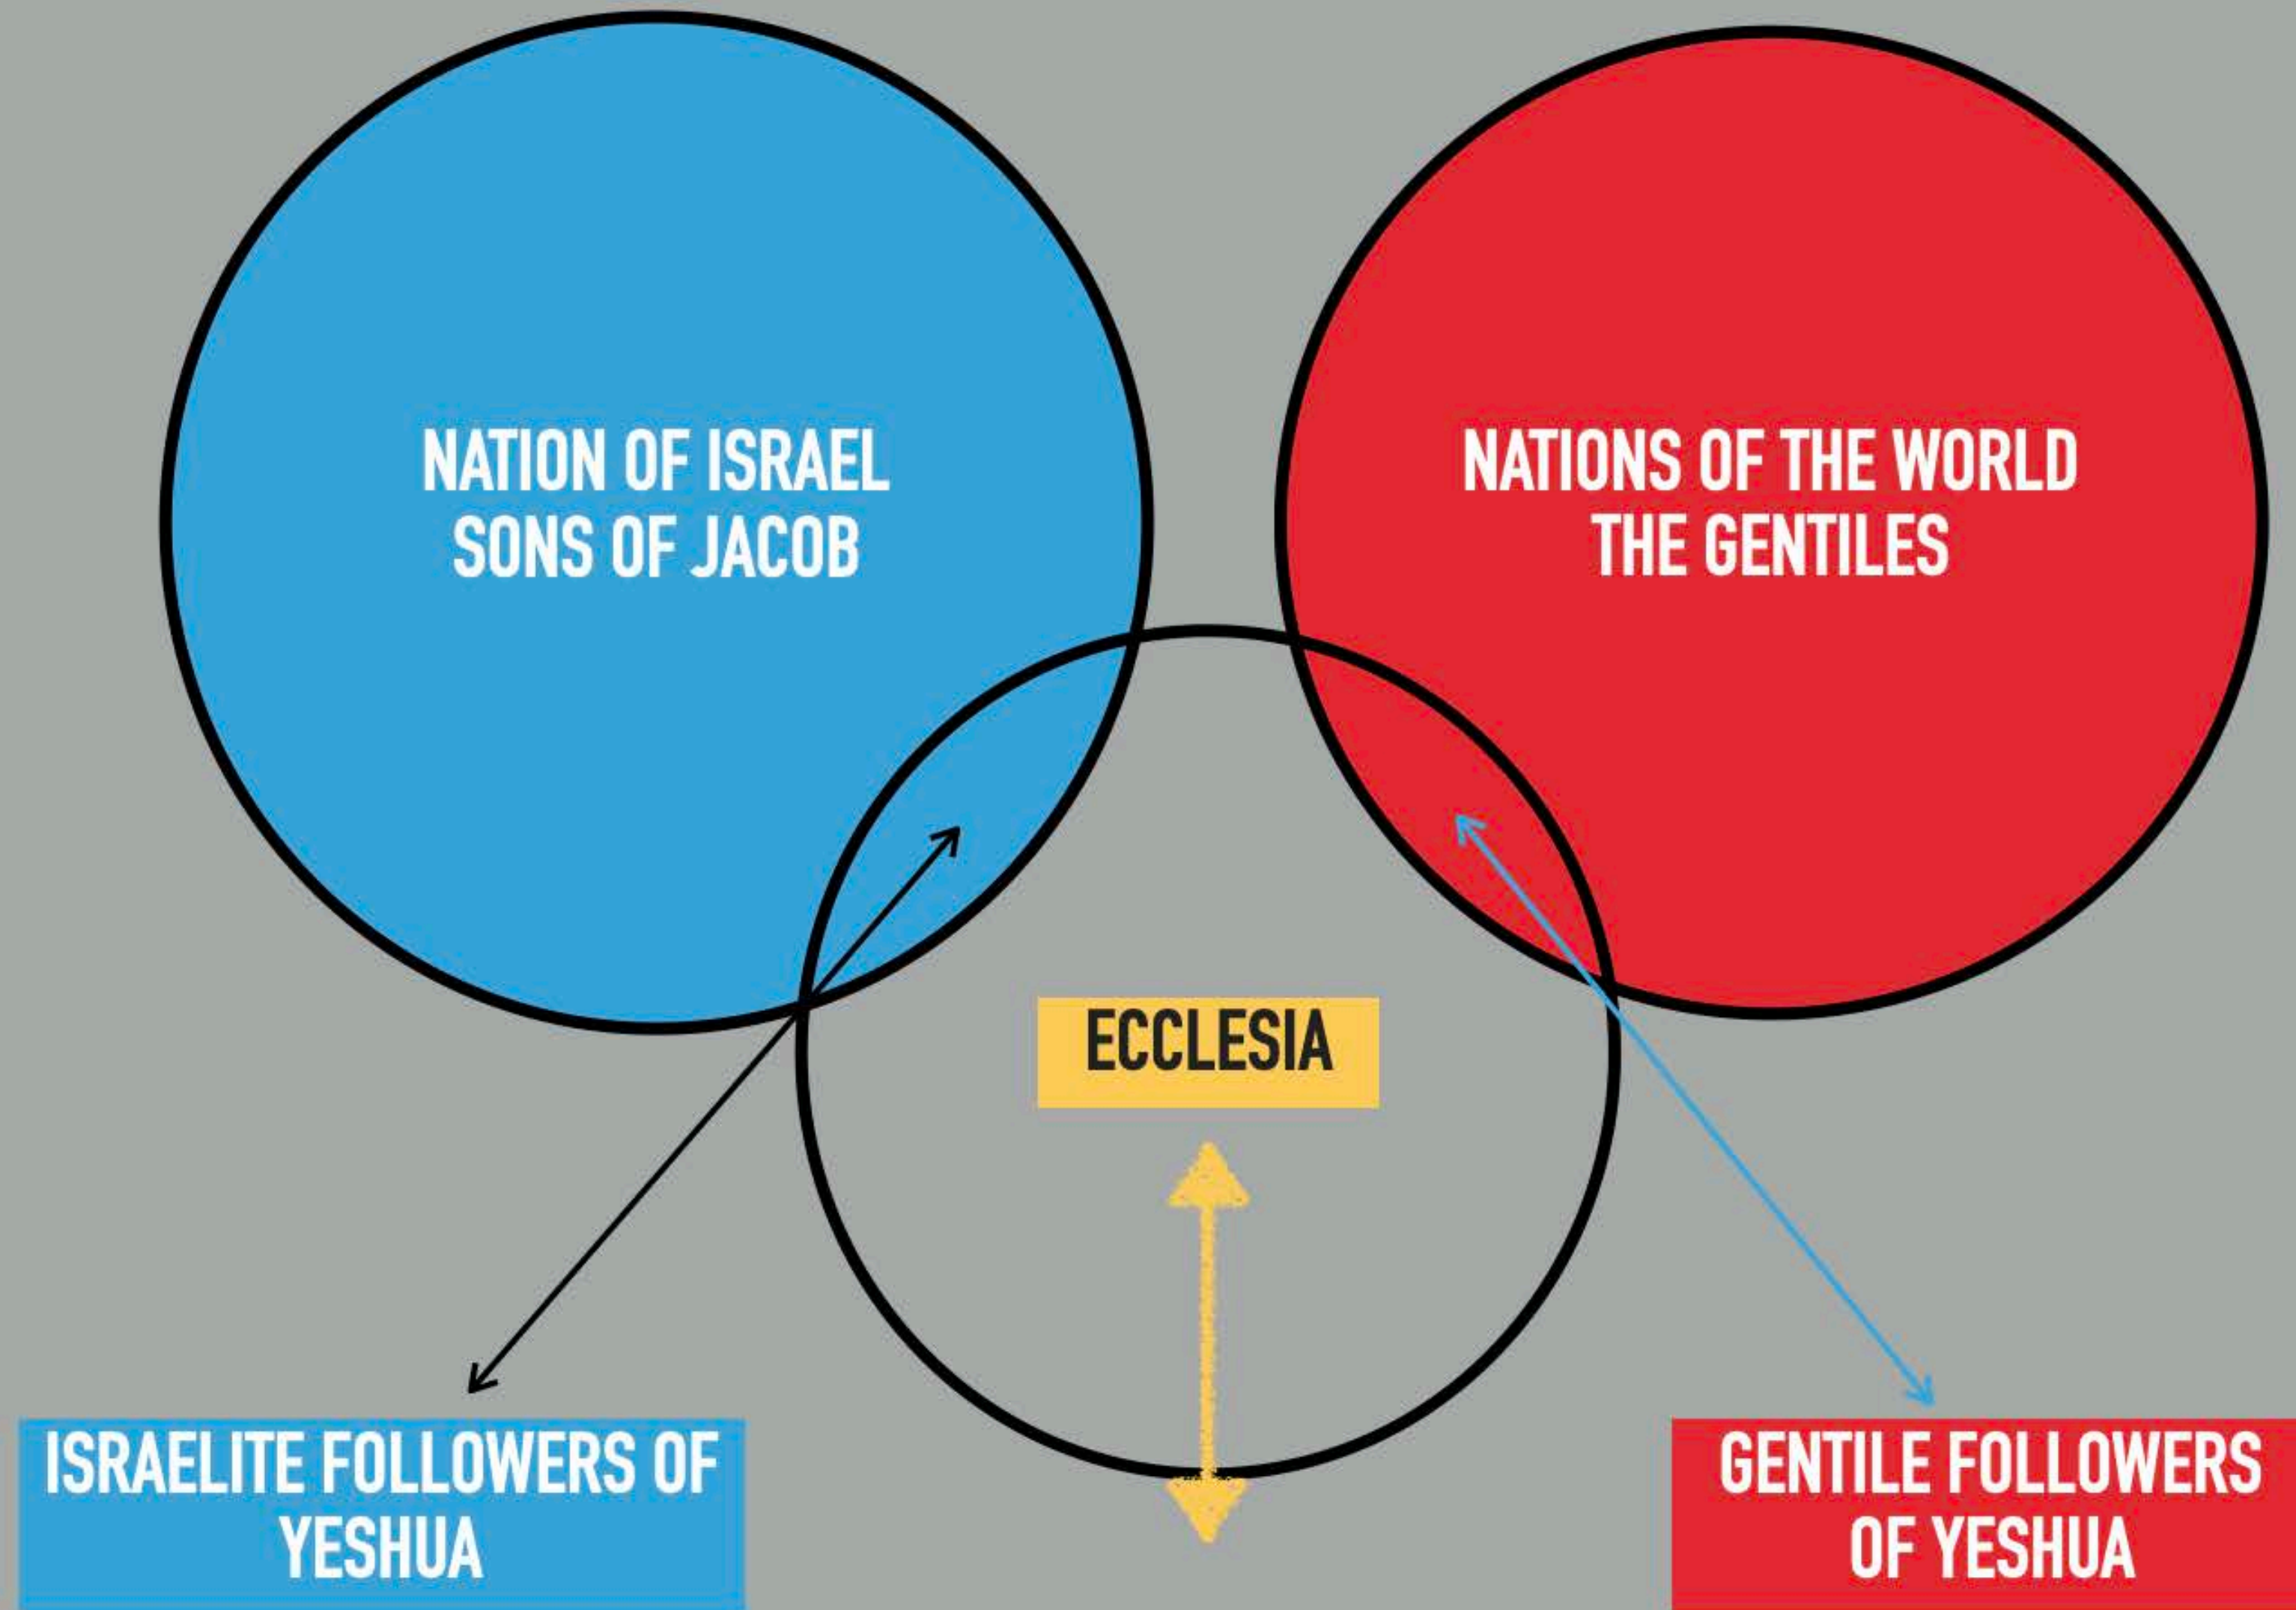 NATION OF ISRAEL
SONS OF JACOB
NATIONS OF THE WORLD
THE GENTILES
ECCLESIA
ISRAELITE FOLLOWERS OF
YESHUA
GENTILE FOLLOWERS
OF YESHUA